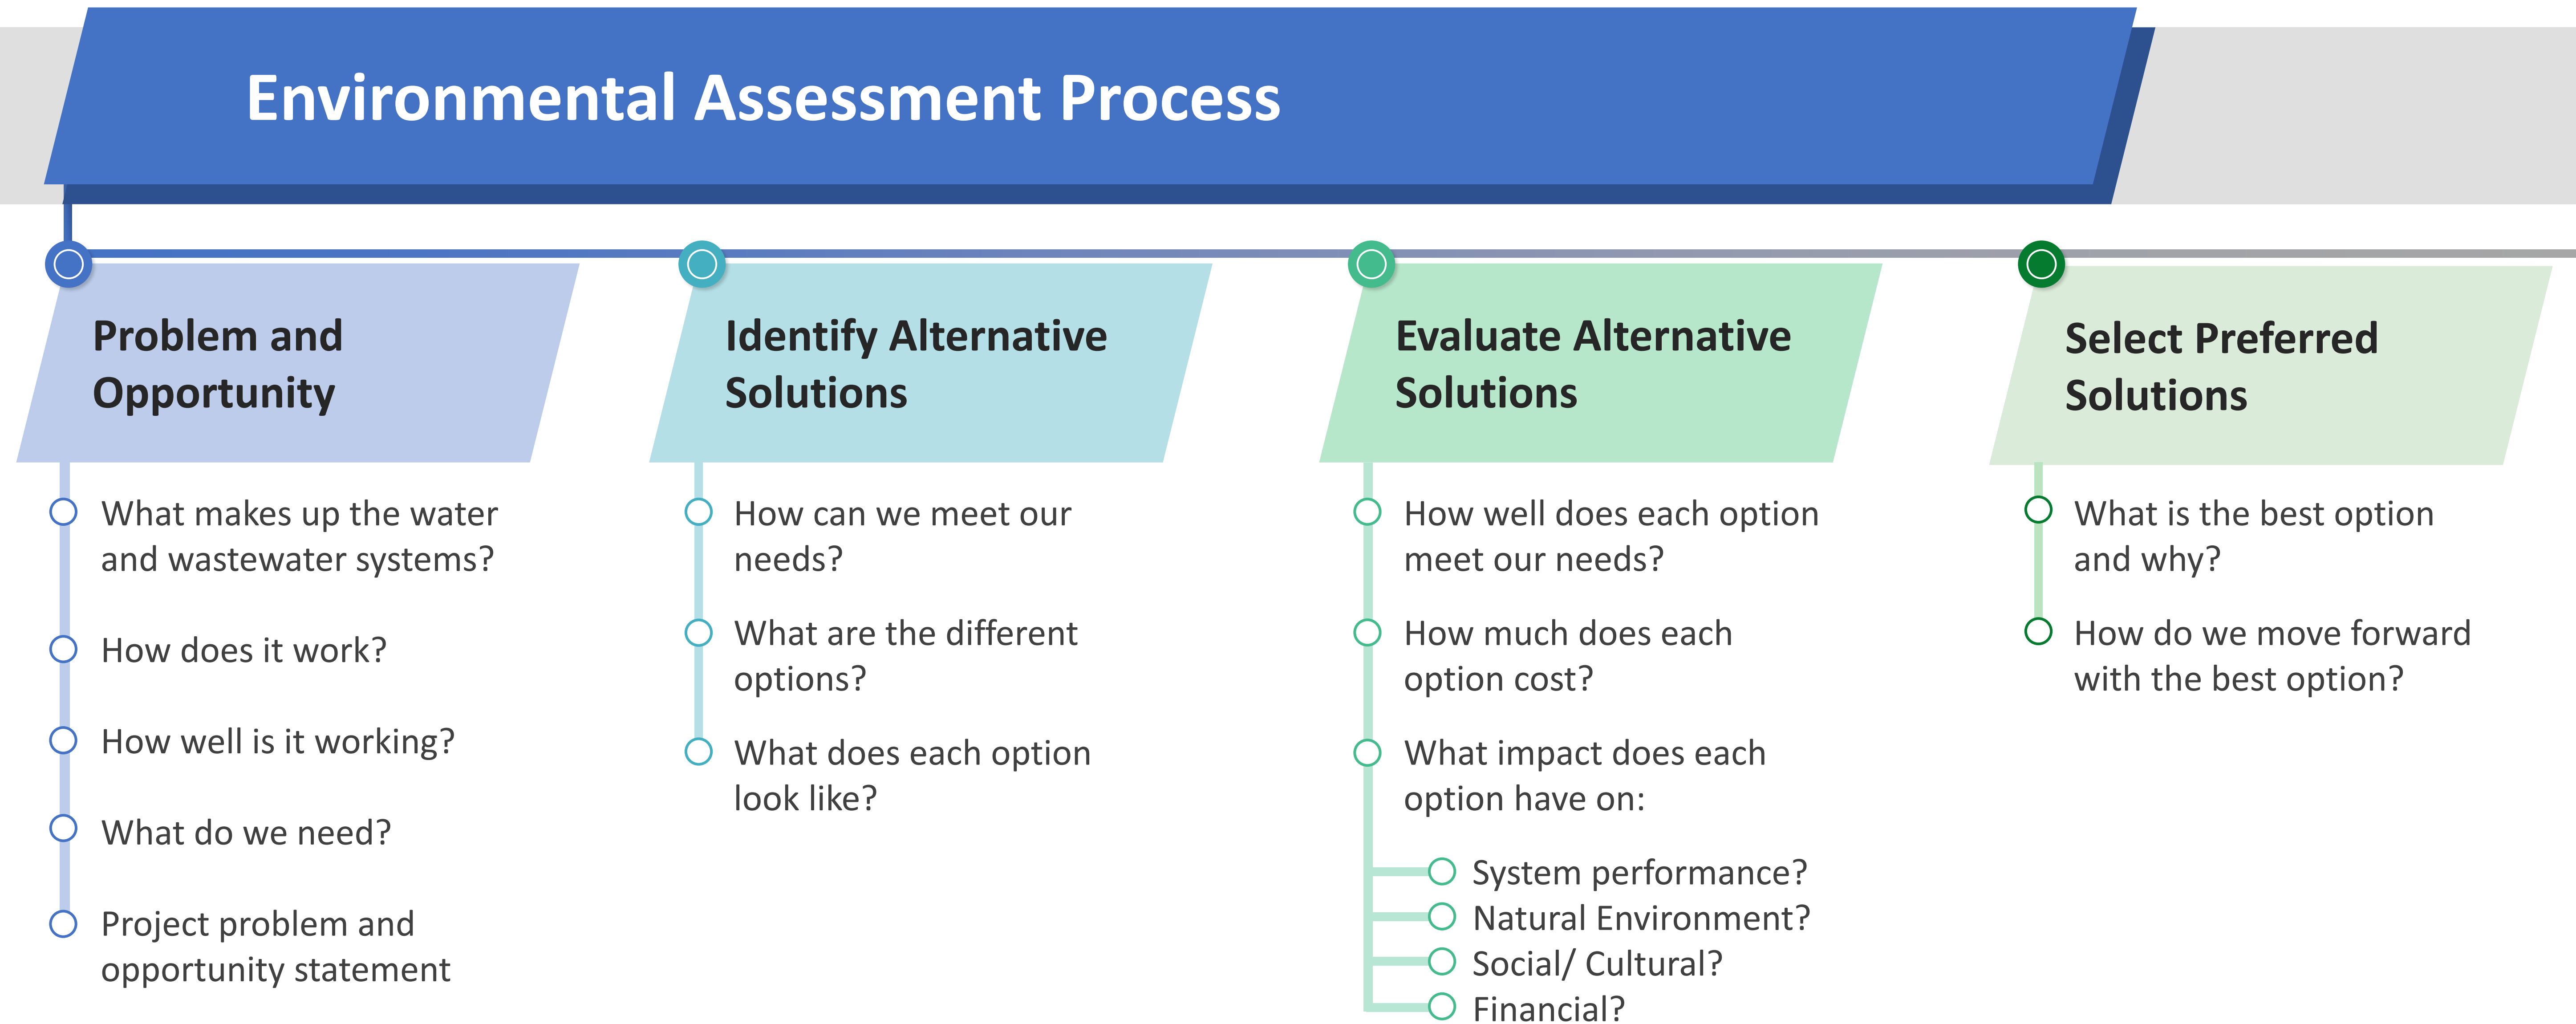 Environmental Assessment Process
Problem and
Opportunity
What makes up the water
and wastewater systems?
How does it work?
How well is it working?
What do we need?
Project problem and
opportunity statement
Identify Alternative
Solutions
How can we meet our
needs?
What are the different
options?
What does each option
look like?
Evaluate Alternative
Solutions
How well does each option
meet our needs?
How much does each
option cost?
What impact does each
option have on:
System performance?
Natural Environment?
Social/ Cultural?
Financial?
Select Preferred
Solutions
What is the best option
and why?
How do we move forward
with the best option?